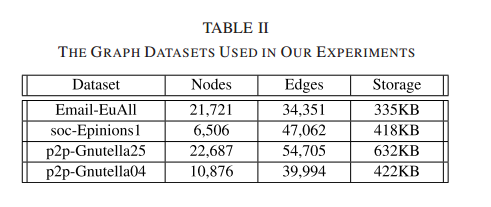 TABLE II
THE GRAPH DATASETS USED IN OUR EXPERIMENTS
Dataset Nodes Edges Storage
Email-EuAll 21,721 34,351 335KB
soc-Epinions1 6,506 47,062 418KB
p2p-Gnutella25 22,687 54,705 632KB
p2p-Gnutella04 10,876 39,994 422KB